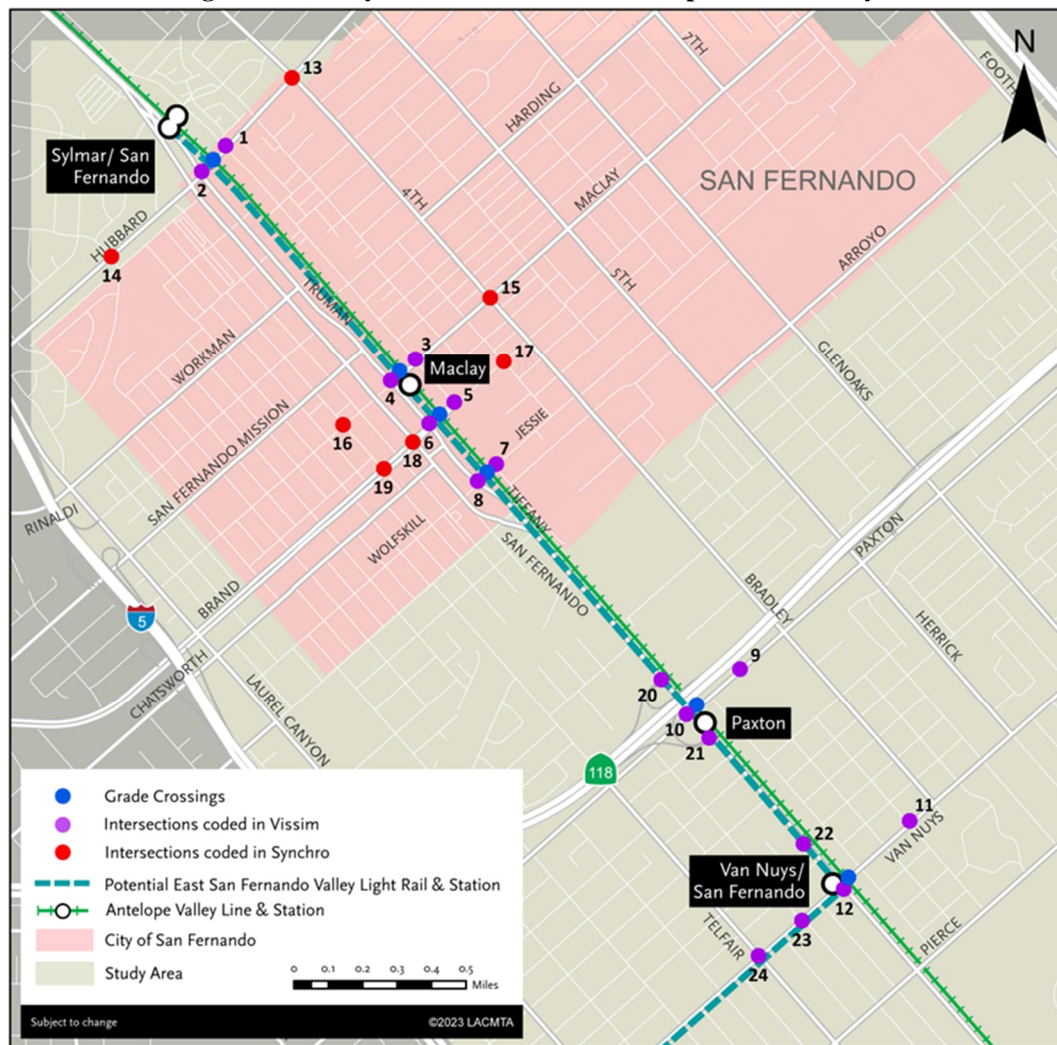 N
FOOTH
7TH
13
HARDING
1
Sylmar/ San
Fernando
SAN FERNANDO
MACLAY
2
4TH
HUBBARD
ARROYO
14
5TH
15
TRUMAN
3
17
GLENOAKS
WORKMAN
Maclay
4
5
JESSIE
SAN FERNANDO MISSION
16
6
18
7
19
8
TIFFANY
RINALDI
WOLFSKILL
PAXTON
SAN FERNANDO
BRAND
BRADLEY
5
HERRICK
CHATSWORTH
9
LAUREL CANYON
20
10
Paxton
21
118
11
VAN NUYS
22
Van Nuys/
San Fernando
12
TELFAIR
23
PIERCE
24
Grade Crossings
Intersections coded in Vissim
Intersections coded in Synchro
Potential East San Fernando Valley Light Rail & Station
Antelope Valley Line & Station
City of San Fernando
Study Area
0 0.1 0.2 0.3 0.4 0.5
Miles
Subject to change
©2023 LACMTA